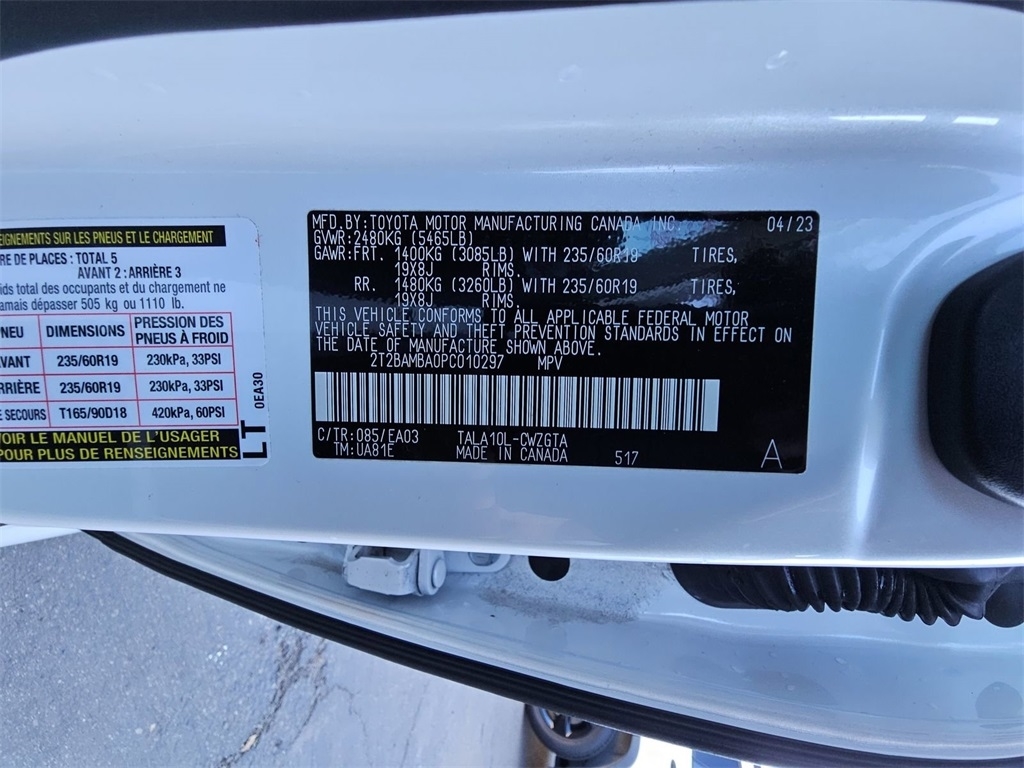 SEIGNEMENTS SUR LES PNEUS ET LE CHARGEMENT
RE DE PLACES : TOTAL 5
AVANT 2 : ARRIÈRE 3
ids total des occupants et du chargement ne
amais dépasser 505 kg ou 1110 lb.
NEU DIMENSIONS PRESSION DES PNEUS À FROID
VANT 235/60R19 230kPa, 33PSI
RRIÈRE 235/60R19 230kPa, 33PSI
E SECOURS T165/90D18 420kPa, 60PSI
OIR LE MANUEL DE L'USAGER
POUR PLUS DE RENSEIGNEMENTS
0EA30
LT
MFD.BY:TOYOTA MOTOR MANUFACTURING CANADA INC. 04/23
GVWR:2480KG (5465LB)
GAWR:FRT. 1400KG (3085LB) WITH 235/60R19 TIRES,
19X8J RIMS.
RR. 1480KG (3260LB) WITH 235/60R19 TIRES,
19X8J RIMS.
THIS VEHICLE CONFORMS TO ALL APPLICABLE FEDERAL MOTOR
VEHICLE SAFETY AND THEFT PREVENTION STANDARDS IN EFFECT ON
THE DATE OF MANUFACTURE SHOWN ABOVE.
2T2BAMBA0PC010297 MPV
C/TR:085/EA03 TALA10L-CWZGTA
TM:UA81E MADE IN CANADA 517 A